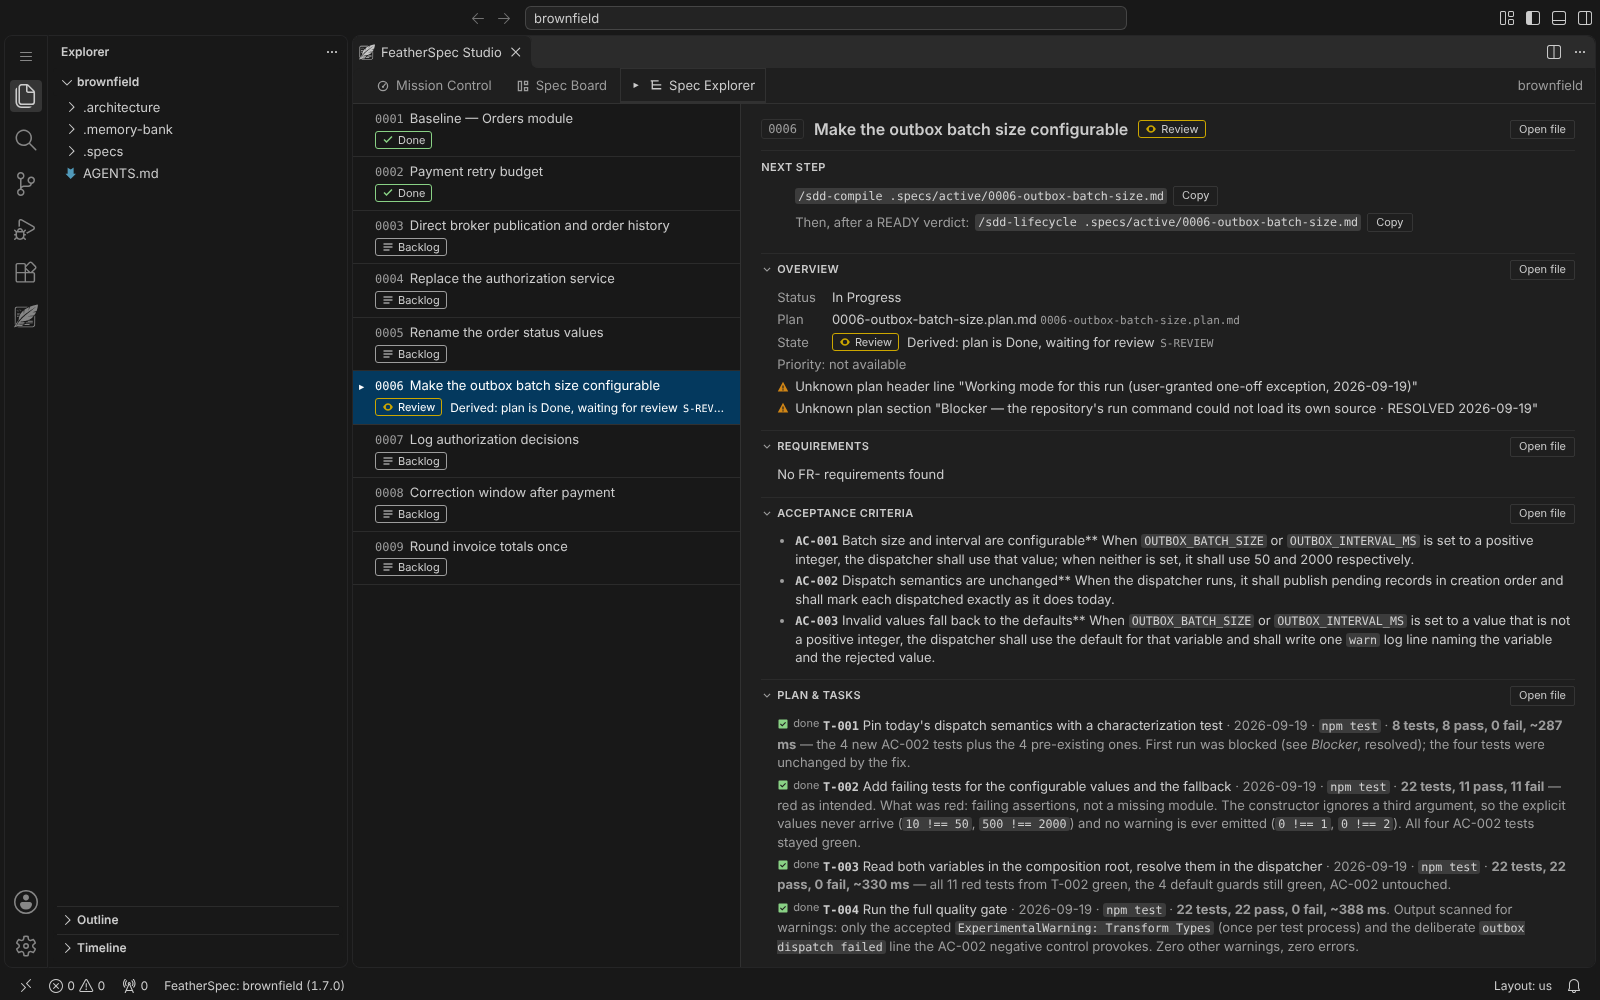 brownfield
Explorer
brownfield
.architecture
.memory-bank
.specs
AGENTS.md
Outline
Timeline
FeatherSpec Studio
Mission Control
Spec Board
Spec Explorer
brownfield
0001 Baseline — Orders module
Done
0002 Payment retry budget
Done
0003 Direct broker publication and order history
Backlog
0004 Replace the authorization service
Backlog
0005 Rename the order status values
Backlog
0006 Make the outbox batch size configurable
Review Derived: plan is Done, waiting for review S-REV...
0007 Log authorization decisions
Backlog
0008 Correction window after payment
Backlog
0009 Round invoice totals once
Backlog
0006 Make the outbox batch size configurable Review Open file
NEXT STEP
/sdd-compile .specs/active/0006-outbox-batch-size.md Copy
Then, after a READY verdict: /sdd-lifecycle .specs/active/0006-outbox-batch-size.md Copy
OVERVIEW Open file
Status In Progress
Plan 0006-outbox-batch-size.plan.md 0006-outbox-batch-size.plan.md
State Review Derived: plan is Done, waiting for review S-REVIEW
Priority: not available
Unknown plan header line "Working mode for this run (user-granted one-off exception, 2026-09-19)"
Unknown plan section "Blocker — the repository's run command could not load its own source · RESOLVED 2026-09-19"
REQUIREMENTS Open file
No FR- requirements found
ACCEPTANCE CRITERIA Open file
• AC-001 Batch size and interval are configurable** When OUTBOX_BATCH_SIZE or OUTBOX_INTERVAL_MS is set to a positive
integer, the dispatcher shall use that value; when neither is set, it shall use 50 and 2000 respectively.
• AC-002 Dispatch semantics are unchanged** When the dispatcher runs, it shall publish pending records in creation order and
shall mark each dispatched exactly as it does today.
• AC-003 Invalid values fall back to the defaults** When OUTBOX_BATCH_SIZE or OUTBOX_INTERVAL_MS is set to a value that is not
a positive integer, the dispatcher shall use the default for that variable and shall write one warn log line naming the variable
and the rejected value.
PLAN & TASKS Open file
done T-001 Pin today's dispatch semantics with a characterization test · 2026-09-19 · npm test · 8 tests, 8 pass, 0 fail, ~287
ms — the 4 new AC-002 tests plus the 4 pre-existing ones. First run was blocked (see Blocker, resolved); the four tests were
unchanged by the fix.
done T-002 Add failing tests for the configurable values and the fallback · 2026-09-19 · npm test · 22 tests, 11 pass, 11 fail —
red as intended. What was red: failing assertions, not a missing module. The constructor ignores a third argument, so the explicit
values never arrive (10 !== 50, 500 !== 2000) and no warning is ever emitted (0 !== 1, 0 !== 2). All four AC-002 tests
stayed green.
done T-003 Read both variables in the composition root, resolve them in the dispatcher · 2026-09-19 · npm test · 22 tests, 22
pass, 0 fail, ~330 ms — all 11 red tests from T-002 green, the 4 default guards still green, AC-002 untouched.
done T-004 Run the full quality gate · 2026-09-19 · npm test · 22 tests, 22 pass, 0 fail, ~388 ms. Output scanned for
warnings: only the accepted ExperimentalWarning: Transform Types (once per test process) and the deliberate outbox
dispatch failed line the AC-002 negative control provokes. Zero other warnings, zero errors.
0 0 0 FeatherSpec: brownfield (1.7.0)
Layout: us